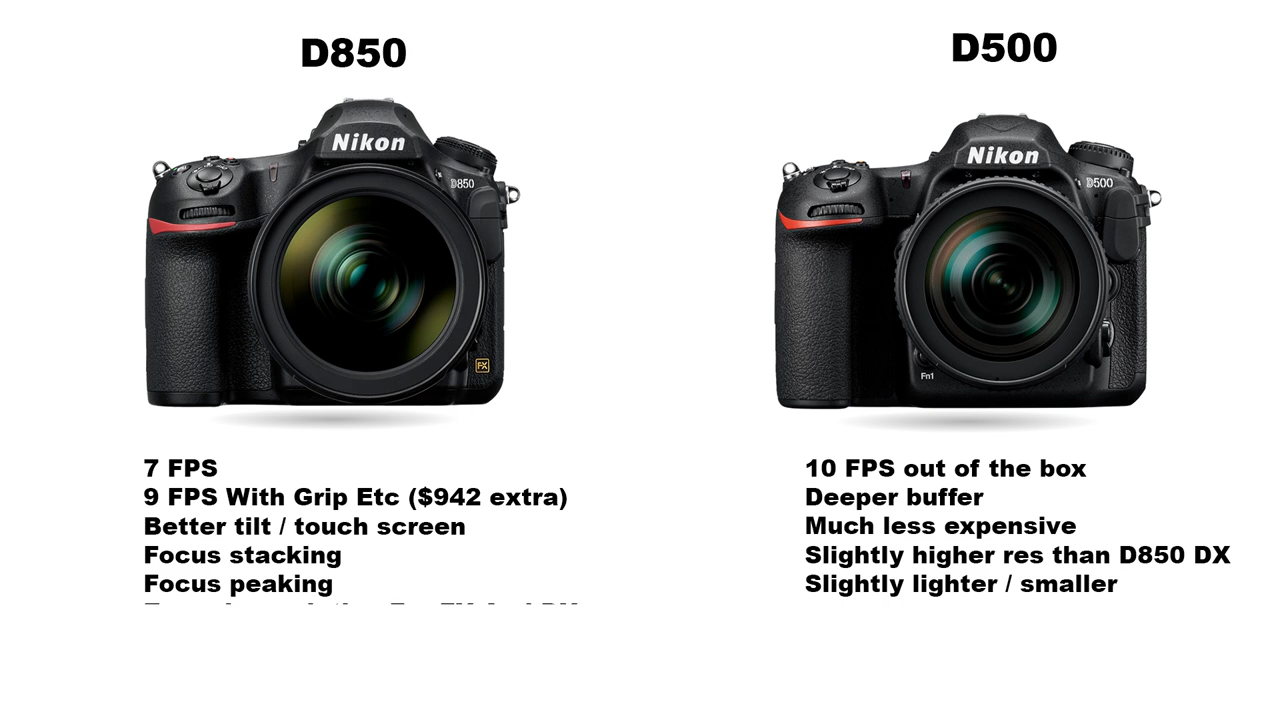 D850
D500
Nikon
D850
FX
Nikon
D500
Fn1
7 FPS
9 FPS With Grip Etc ($942 extra)
Better tilt / touch screen
Focus stacking
Focus peaking
10 FPS out of the box
Deeper buffer
Much less expensive
Slightly higher res than D850 DX
Slightly lighter / smaller